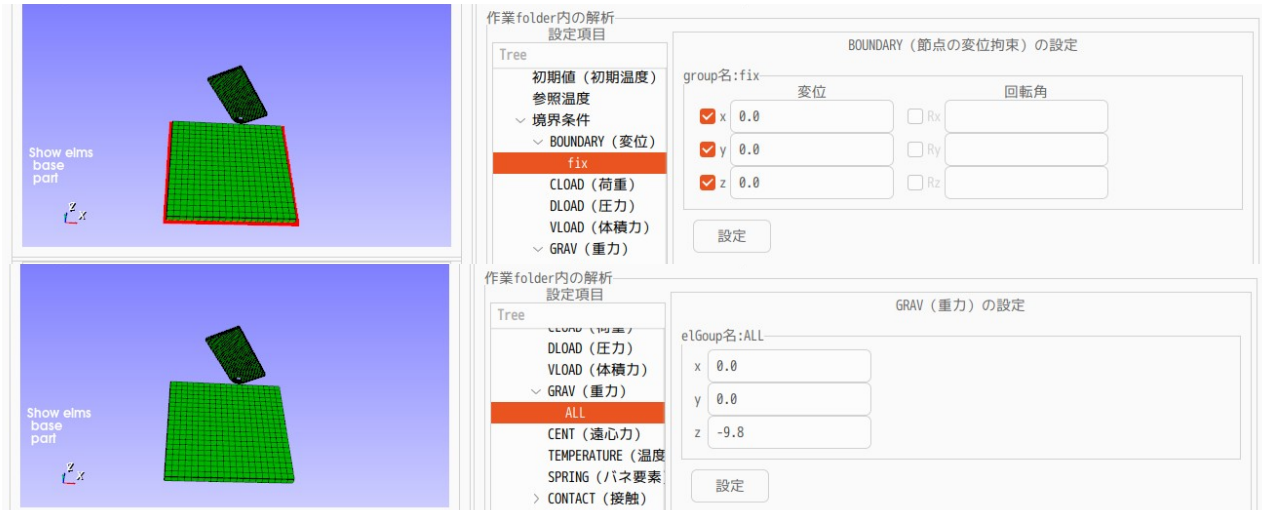 作業folder内の解析
設定項目
Tree
初期値（初期温度）
参照温度
境界条件
BOUNDARY（変位）
fix
CLOAD（荷重）
DLOAD（圧力）
VLOAD（体積力）
GRAV（重力）
BOUNDARY（節点の変位拘束）の設定
group名:fix
変位
回転角
x 0.0
Rx
y 0.0
Ry
z 0.0
Rz
設定
Show elms
base
part
z
x
作業folder内の解析
設定項目
Tree
CLOAD（荷重）
DLOAD（圧力）
VLOAD（体積力）
GRAV（重力）
ALL
CENT（遠心力）
TEMPERATURE（温度
SPRING（バネ要素
CONTACT（接触）
GRAV（重力）の設定
elGoup名:ALL
x 0.0
y 0.0
z -9.8
設定
Show elms
base
part
z
x